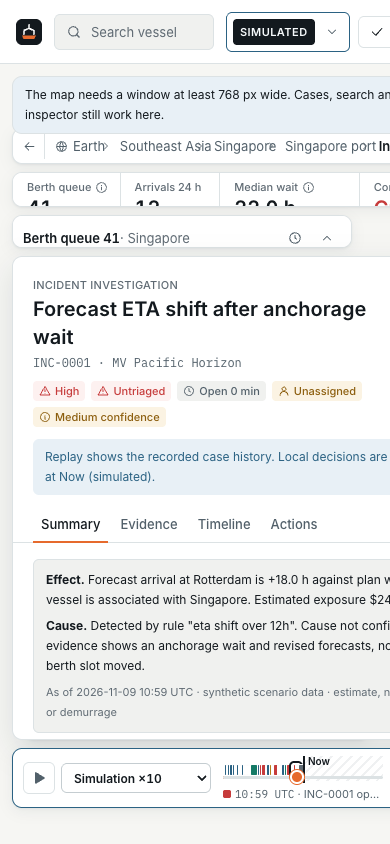 Search vessel
SIMULATED
The map needs a window at least 768 px wide. Cases, search an
inspector still work here.
Earth
Southeast Asia
Singapore
Singapore port
In
Berth queue
41
Arrivals 24 h
12
Median wait
22.0 h
Co
Berth queue 41 · Singapore
INCIDENT INVESTIGATION
Forecast ETA shift after anchorage
wait
INC-0001 · MV Pacific Horizon
High
Untriaged
Open 0 min
Unassigned
Medium confidence
Replay shows the recorded case history. Local decisions are
at Now (simulated).
Summary
Evidence
Timeline
Actions
Effect. Forecast arrival at Rotterdam is +18.0 h against plan w
vessel is associated with Singapore. Estimated exposure $24
Cause. Detected by rule "eta shift over 12h". Cause not confi
evidence shows an anchorage wait and revised forecasts, no
berth slot moved.
As of 2026-11-09 10:59 UTC · synthetic scenario data · estimate, n
or demurrage
Simulation ×10
Now
10:59 UTC · INC-0001 op...